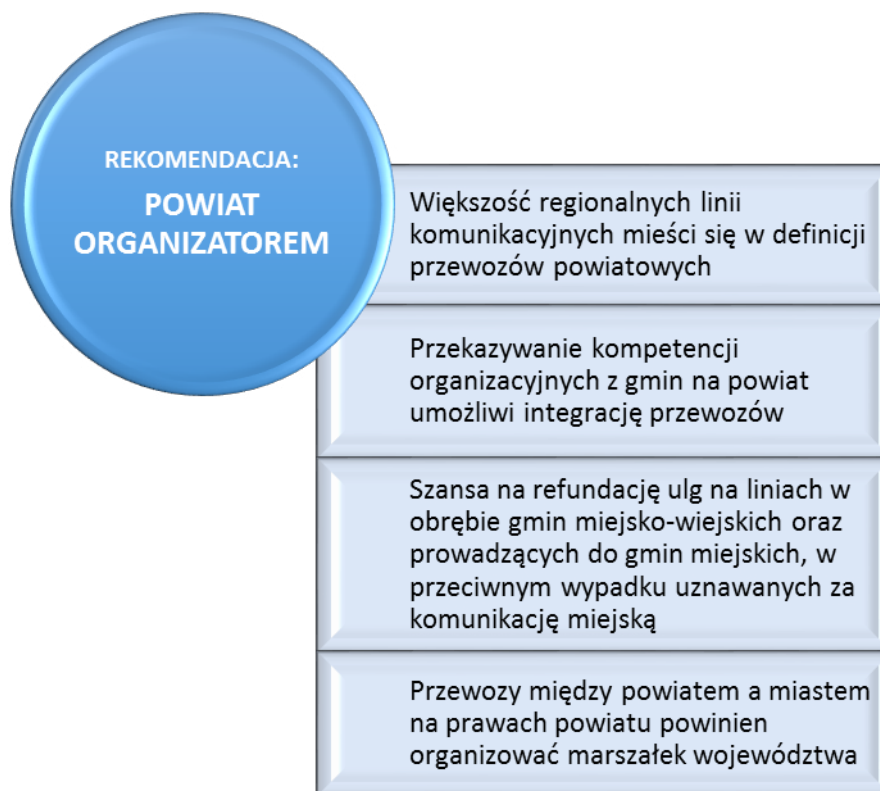 REKOMENDACJA:
POWIAT
ORGANIZATOREM
Większość regionalnych linii
komunikacyjnych mieści się w definicji
przewozów powiatowych
Przekazywanie kompetencji
organizacyjnych z gmin na powiat
umożliwi integrację przewozów
Szansa na refundację ulg na liniach w
obrębie gmin miejsko-wiejskich oraz
prowadzących do gmin miejskich, w
przeciwnym wypadku uznawanych za
komunikację miejską
Przewozy między powiatem a miastem
na prawach powiatu powinien
organizować marszałek województwa